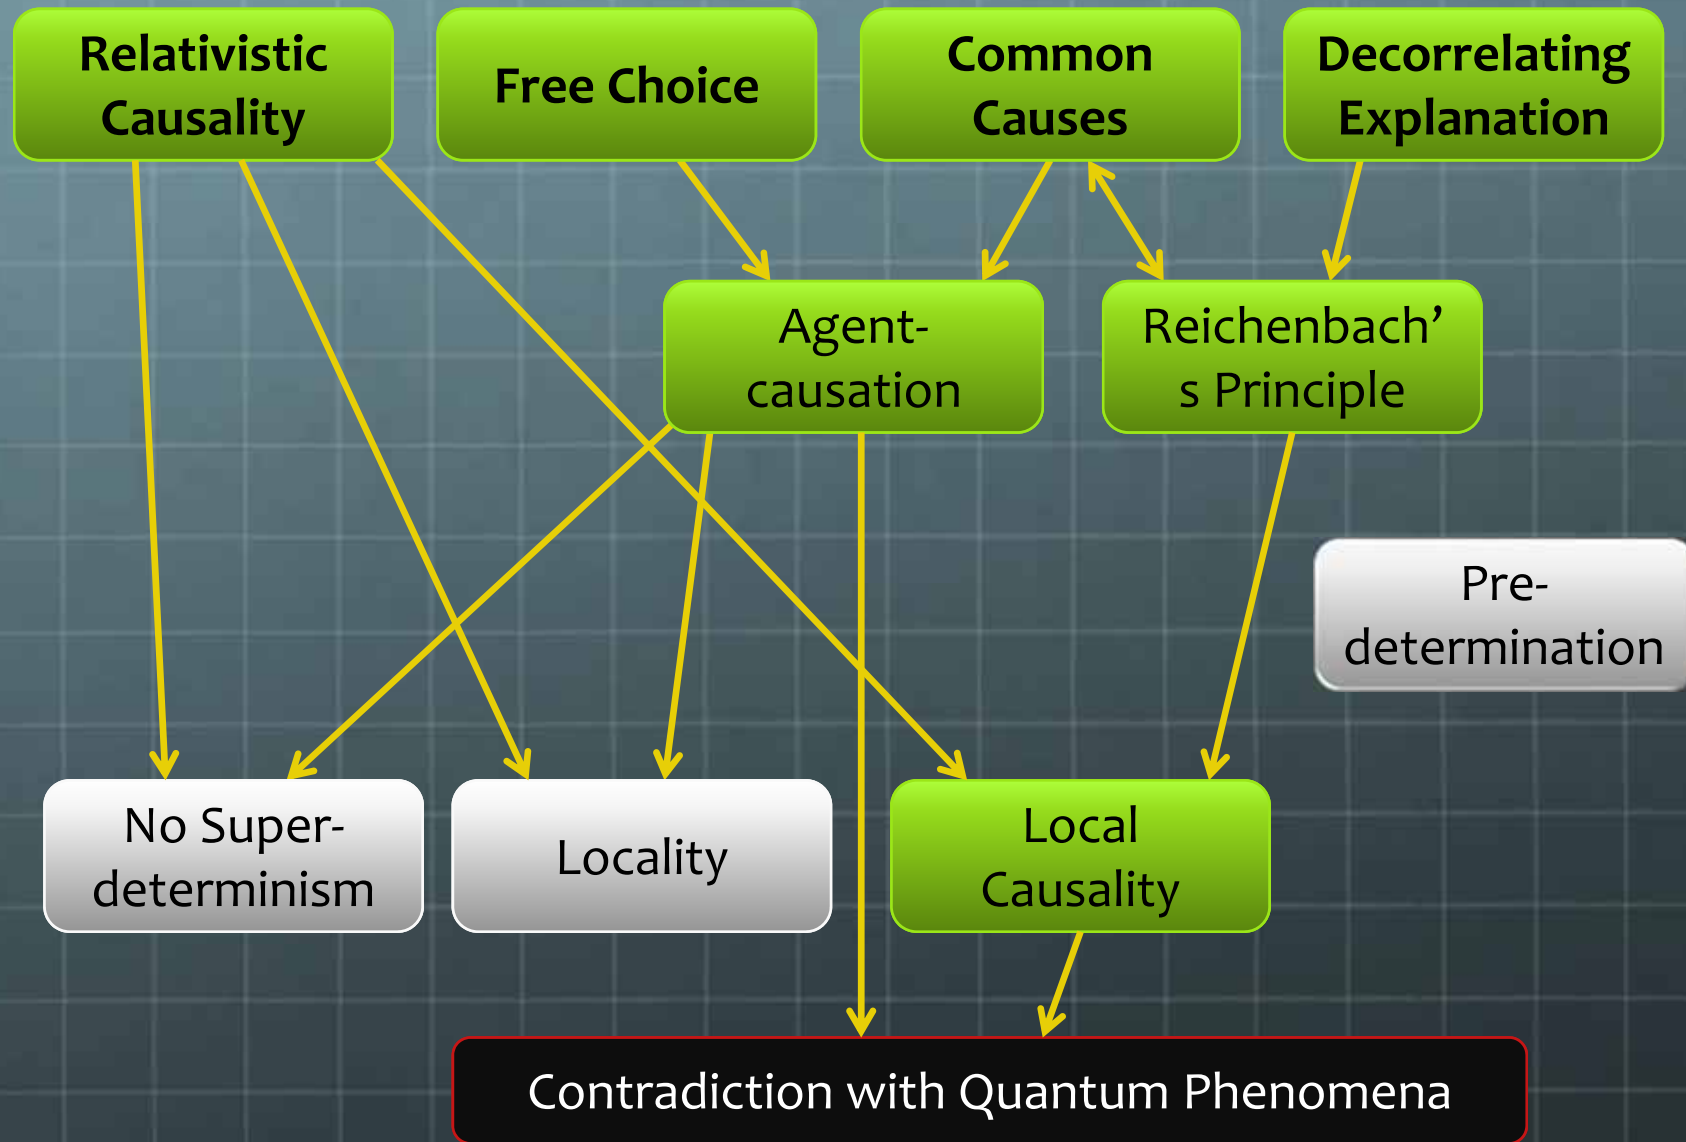 Relativistic
Causality
Free Choice
Common
Causes
Decorrelating
Explanation
Agent-
causation
Reichenbach’
s Principle
Pre-
determination
No Super-
determinism
Locality
Local
Causality
Contradiction with Quantum Phenomena